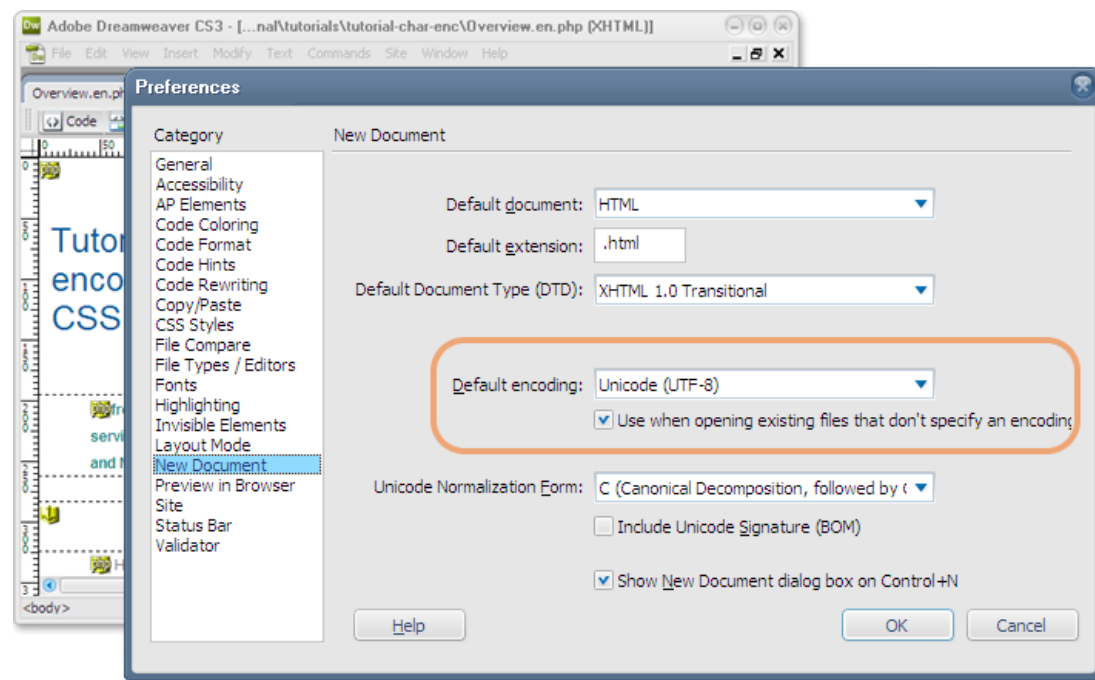 Adobe Dreamweaver CS3 - [...nal\tutorials\tutorial-char-enc\Overview.en.php (XHTML)]
File Edit View Insert Modify Text Commands Site Window Help
Overview.en.ph
Code
0 50
Tutor
enco
CSS
servi
and
<body>
Preferences
Category
General
Accessibility
AP Elements
Code Coloring
Code Format
Code Hints
Code Rewriting
Copy/Paste
CSS Styles
File Compare
File Types / Editors
Fonts
Highlighting
Invisible Elements
Layout Mode
New Document
Preview in Browser
Site
Status Bar
Validator
New Document
Default document: HTML
Default extension: .html
Default Document Type (DTD): XHTML 1.0 Transitional
Default encoding: Unicode (UTF-8)
Use when opening existing files that don't specify an encoding
Unicode Normalization Form: C (Canonical Decomposition, followed by C
Include Unicode Signature (BOM)
Show New Document dialog box on Control+N
Help OK Cancel